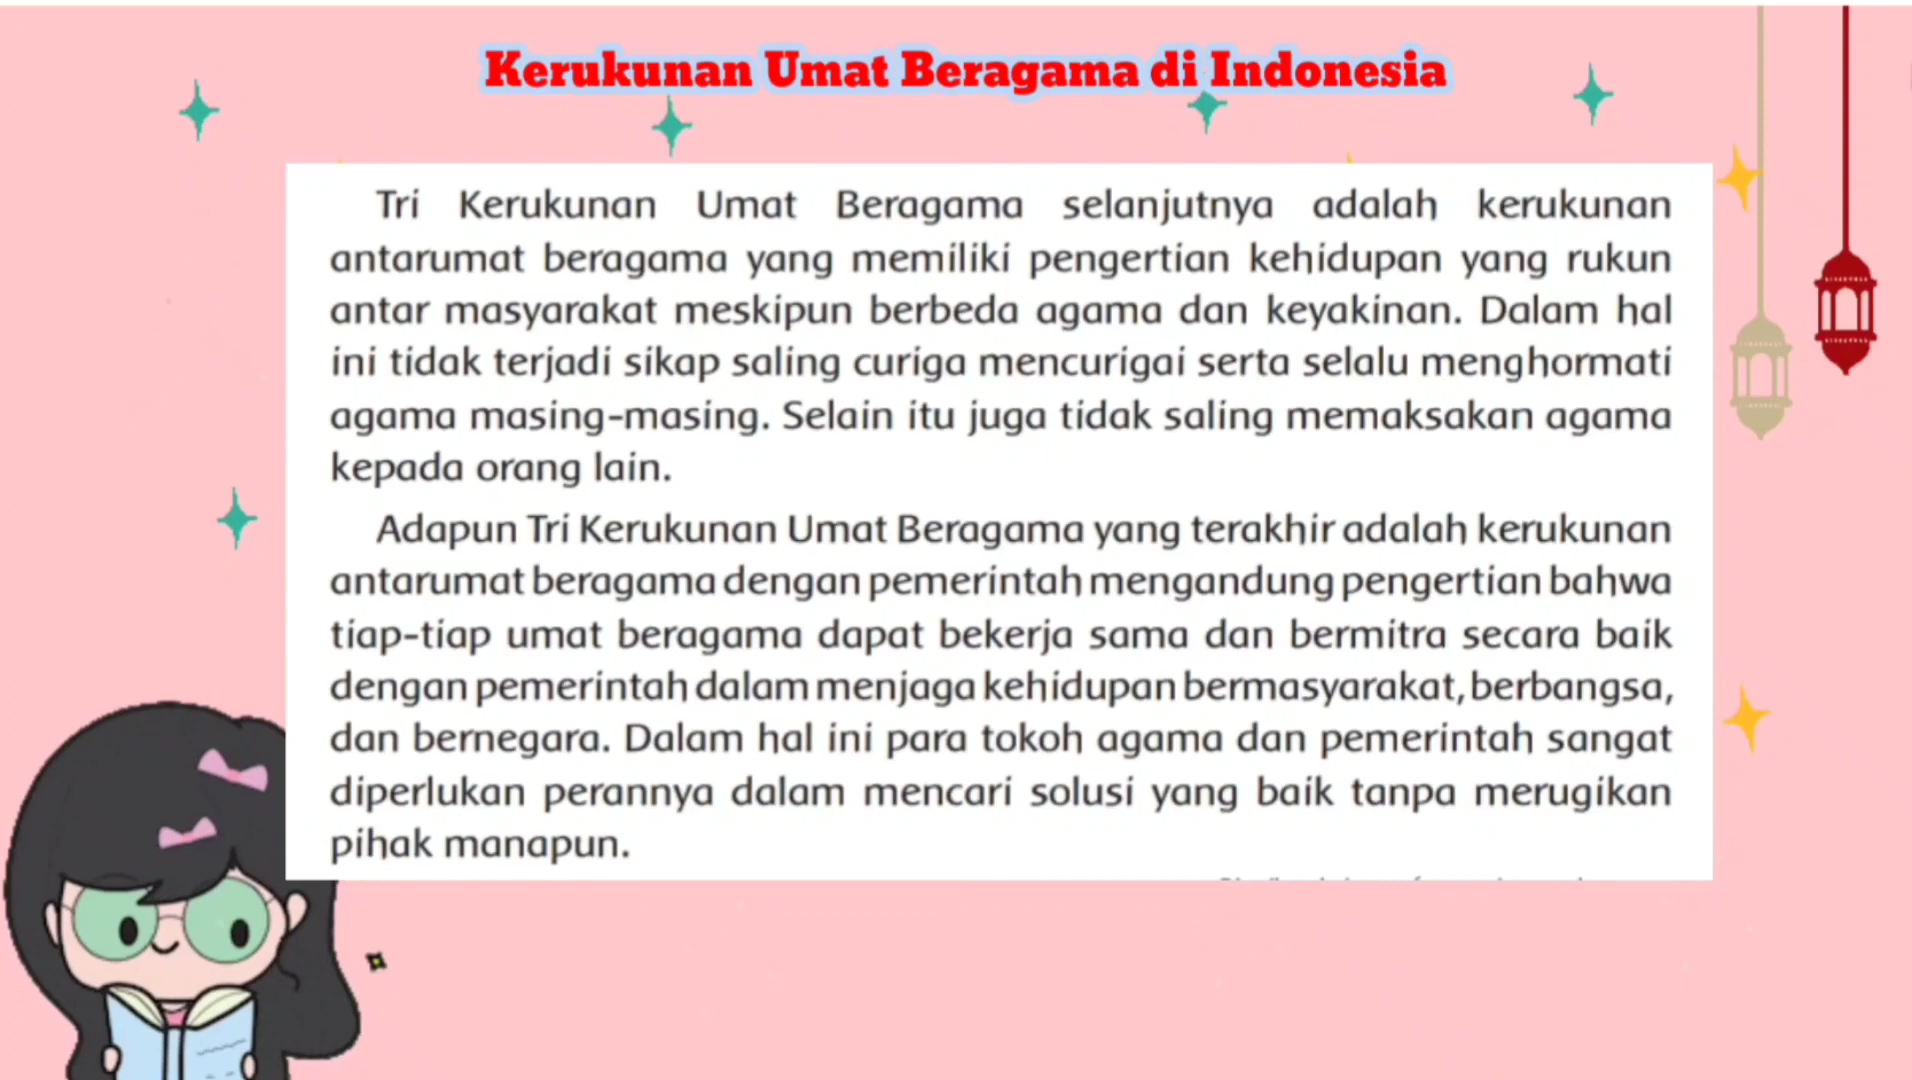 Kerukunan Umat Beragama di Indonesia
Tri Kerukunan Umat Beragama selanjutnya adalah kerukunan
antarumat beragama yang memiliki pengertian kehidupan yang rukun
antar masyarakat meskipun berbeda agama dan keyakinan. Dalam hal
ini tidak terjadi sikap saling curiga mencurigai serta selalu menghormati
agama masing-masing. Selain itu juga tidak saling memaksakan agama
kepada orang lain.
Adapun Tri Kerukunan Umat Beragama yang terakhir adalah kerukunan
antarumat beragama dengan pemerintah mengandung pengertian bahwa
tiap-tiap umat beragama dapat bekerja sama dan bermitra secara baik
dengan pemerintah dalam menjaga kehidupan bermasyarakat, berbangsa,
dan bernegara. Dalam hal ini para tokoh agama dan pemerintah sangat
diperlukan perannya dalam mencari solusi yang baik tanpa merugikan
pihak manapun.